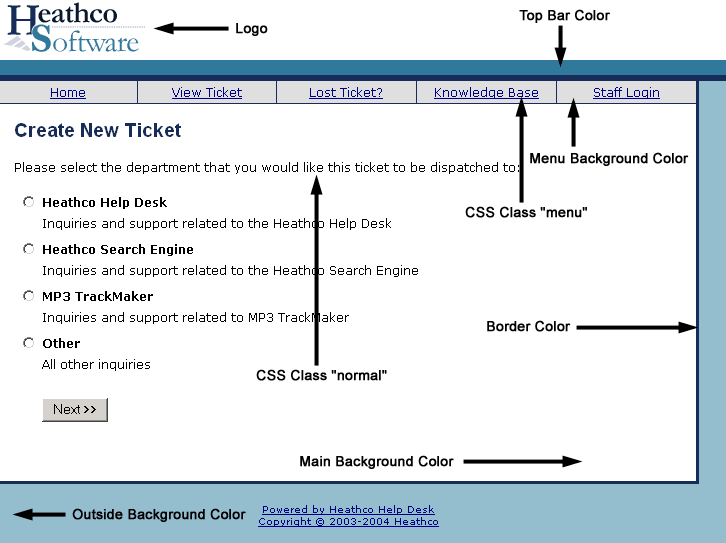 Heathco
Software
Logo
Top Bar Color
Home
View Ticket
Lost Ticket?
Knowledge Base
Staff Login
Create New Ticket
Menu Background Color
Please select the department that you would like this ticket to be dispatched to:
Heathco Help Desk
CSS Class "menu"
Inquiries and support related to the Heathco Help Desk
Heathco Search Engine
Inquiries and support related to the Heathco Search Engine
MP3 TrackMaker
Inquiries and support related to MP3 TrackMaker
Border Color
Other
All other inquiries
CSS Class "normal"
Next >>
Main Background Color
Outside Background Color
Powered by Heathco Help Desk
Copyright © 2003-2004 Heathco